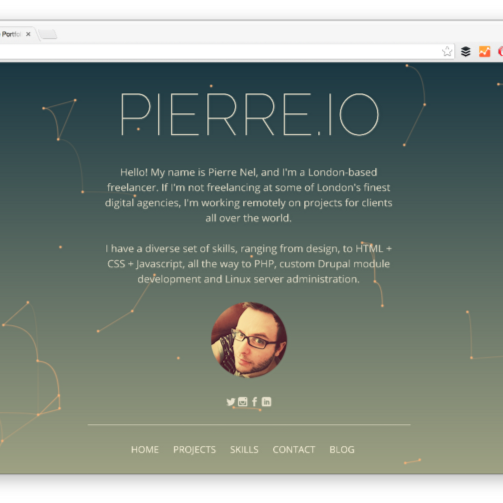 Portfol
PIERRE.IO
Hello! My name is Pierre Nel, and I'm a London-based
freelancer. If I'm not freelancing at some of London's finest
digital agencies, I'm working remotely on projects for clients
all over the world.
I have a diverse set of skills, ranging from design, to HTML +
CSS + Javascript, all the way to PHP, custom Drupal module
development and Linux server administration.
HOME PROJECTS SKILLS CONTACT BLOG